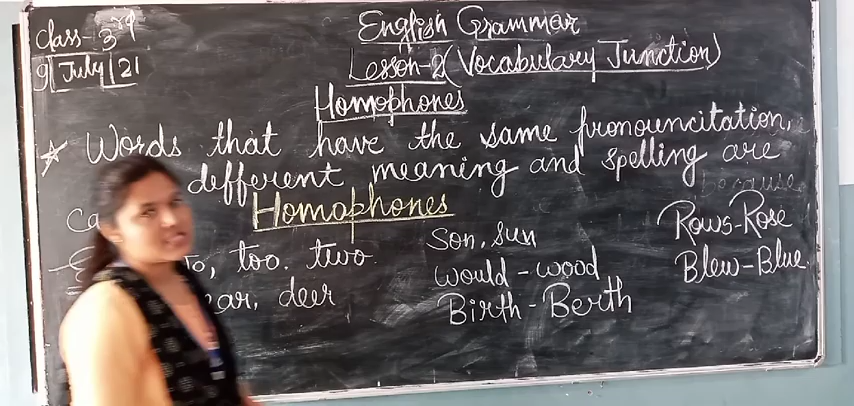 class - 3rd
9 | July | 21
English Grammar
Lesson-2 (Vocabulary Junction)
Homophones
☆ Words that have the same pronouncitation,
different meaning and spelling are
because
Homophones
too, two
Son, sun
would - wood
Birth - Berth
deer
Rows - Rose
Blew - Blue